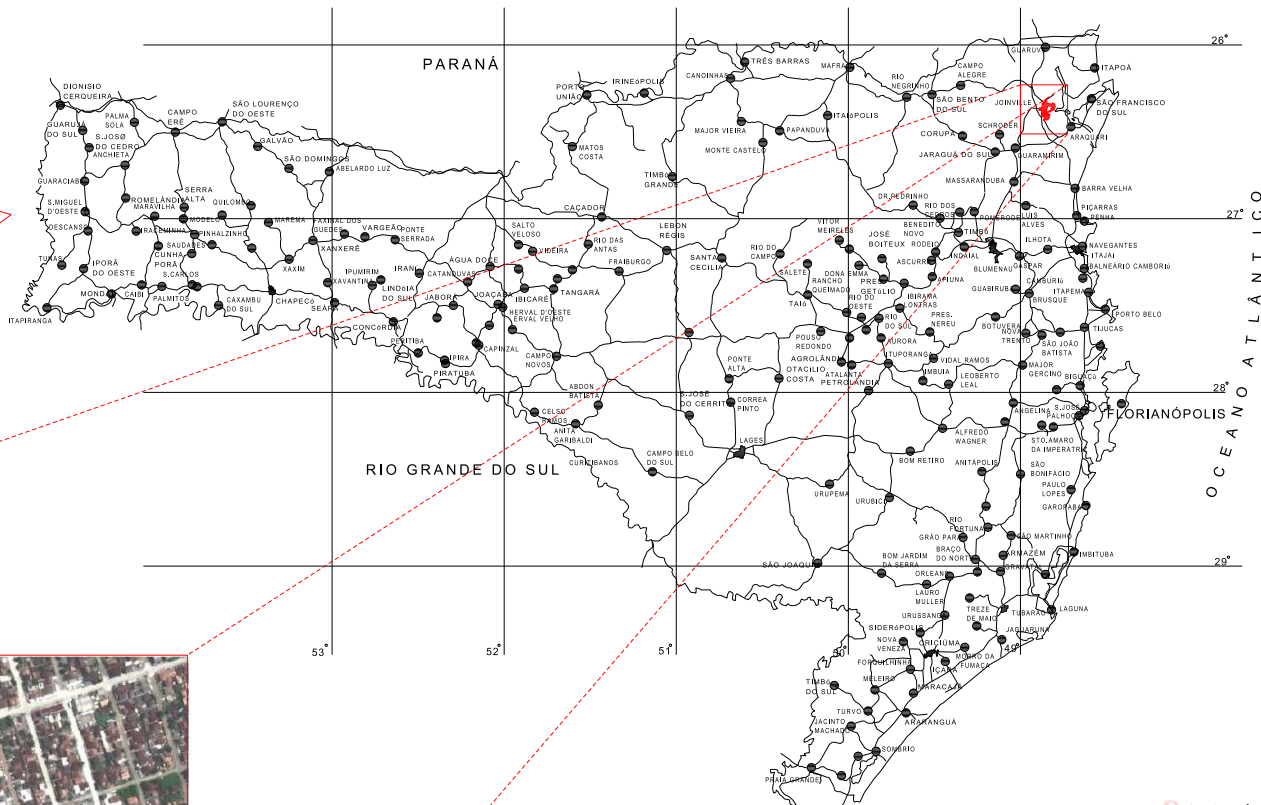 26°
PARANÁ
GUARUVA
TRÊS BARRAS
MAFRA
CAMPO
ALEGRE
ITAPOÁ
CANOINHAS
RIO
NEGRINHO
DIONISIO
CERQUEIRA
PORTO
UNIÃO
IRINEóPOLIS
SÃO BENTO
DO SUL
JOINVILLE
SÃO FRANCISCO
DO SUL
CAMPO
ERÊ
SÃO LOURENÇO
DO OESTE
PALMA
SOLA
GUARUJÁ
DO SUL
ITAIóPOLIS
MAJOR VIEIRA
PAPANDUVA
CORUPA
SCHRODER
ARAQUARI
S.JOSØ
DO CEDRO
ANCHIETA
GALVÃO
MATOS
COSTA
MONTE CASTELO
JARAGUÁ DO SUL
GUARAMIRIM
SÃO DOMINGOS
ABELARDO LUZ
TIMBó
GRANDE
MASSARANDUBA
GUARACIABA
BARRA VELHA
SERRA
ALTA
ROMELÂNDIA
QUILOMBO
DR.PEDRINHO
S.MIGUEL
D'OESTE
MARAVILHA
MODELO
MAREMA
FAXINAL DOS
GUEDES
CAÇADOR
RIO DOS
CEDROS
POMERODE
LUIS
ALVES
PIÇARRAS
PENHA
27°
DESCANSO
IRACEMINHA
PINHALZINHO
VARGEÃO
PONTE
SERRADA
SALTO
VELOSO
LEBON
RÉGIS
VITOR
MEIRELES
JOSÉ
BOITEUX
BENEDITO
NOVO
TIMBó
SAUDADES
XANXERÊ
VIDEIRA
RIO DAS
ANTAS
RIO DO
CAMPO
RODEIO
INDAIAL
ILHOTA
NAVEGANTES
ITAJAí
CUNHA
PORÃ
SANTA
CECILIA
ASCURRA
BLUMENAU
GASPAR
BALNEÁRIO CAMBORIú
TUNAS
IPORÃ
DO OESTE
S.CARLOS
XAXIM
IPUMIRIM
IRANI
ÁGUA DOCE
CATANDUVAS
FRAIBURGO
SALETE
DONA EMMA
RANCHO
QUEIMADO
PRES.
GETúLIO
APIUNA
CAMBURIú
MONDAí
CAIBI
PALMITOS
XAVANTINA
LINDóIA
DO SUL
IBICARÉ
TANGARÁ
IBIRAMA
GUABIRUBA
BRUSQUE
ITAPEMA
CAXAMBU
DO SUL
CHAPECó
SEARA
JABORÁ
JOAÇABA
TAIó
RIO DO
OESTE
LONTRAS
ITAPIRANGA
HERVAL D'OESTE
ERVAL VELHO
PORTO BELO
CONCóRDIA
RIO
DO SUL
PRES.
NEREU
BOTUVERÁ
NOVA
TRENTO
TIJUCAS
PERITIBA
CAPINZAL
POUSO
REDONDO
AURORA
SÃO JOÃO
BATISTA
IPIRA
PIRATUBA
CAMPO
NOVOS
PONTE
ALTA
AGROLÂNDIA
ITUPORANGA
VIDAL RAMOS
OTACíLIO
COSTA
ATALANTA
PETROLÂNDIA
IMBUIA
LEOBERTO
LEAL
MAJOR
GERCINO
BIGUAÇú
ABDON
BATISTA
28°
S.JOSÉ
DO CERRITO
CORREA
PINTO
ANGELINA
S.JOSÉ
PALHOÇA
FLORIANÓPOLIS
CELSO
RAMOS
ANITA
GARIBALDI
ALFREDO
WAGNER
STO.AMARO
DA IMPERATRIZ
LAGES
RIO GRANDE DO SUL
CURITIBANOS
CAMPO BELO
DO SUL
BOM RETIRO
ANITÁPOLIS
SÃO
BONIFÁCIO
OCEANO ATLÂNTICO
URUPEMA
PAULO
LOPES
URUBICI
GAROPABA
RIO
FORTUNA
GRÃO PARÁ
SÃO MARTINHO
BRAÇO
DO NORTE
ARMAZÉM
IMBITUBA
SÃO JOAQUIM
BOM JARDIM
DA SERRA
ORLEANS
GRAVATAL
29°
LAURO
MULLER
URUSSANGA
TREZE
DE MAIO
TUBARÃO
LAGUNA
SIDERóPOLIS
JAGUARUNA
53°
52°
51°
50°
NOVA
VENEZA
CRICIÚMA
49°
FORQUILHINHA
IÇARA
MORRO DA
FUMAÇA
TIMBó
DO SUL
MELEIRO
MARACAJÁ
TURVO
JACINTO
MACHADO
ARARANGUÁ
SOMBRIO
PRAIA GRANDE